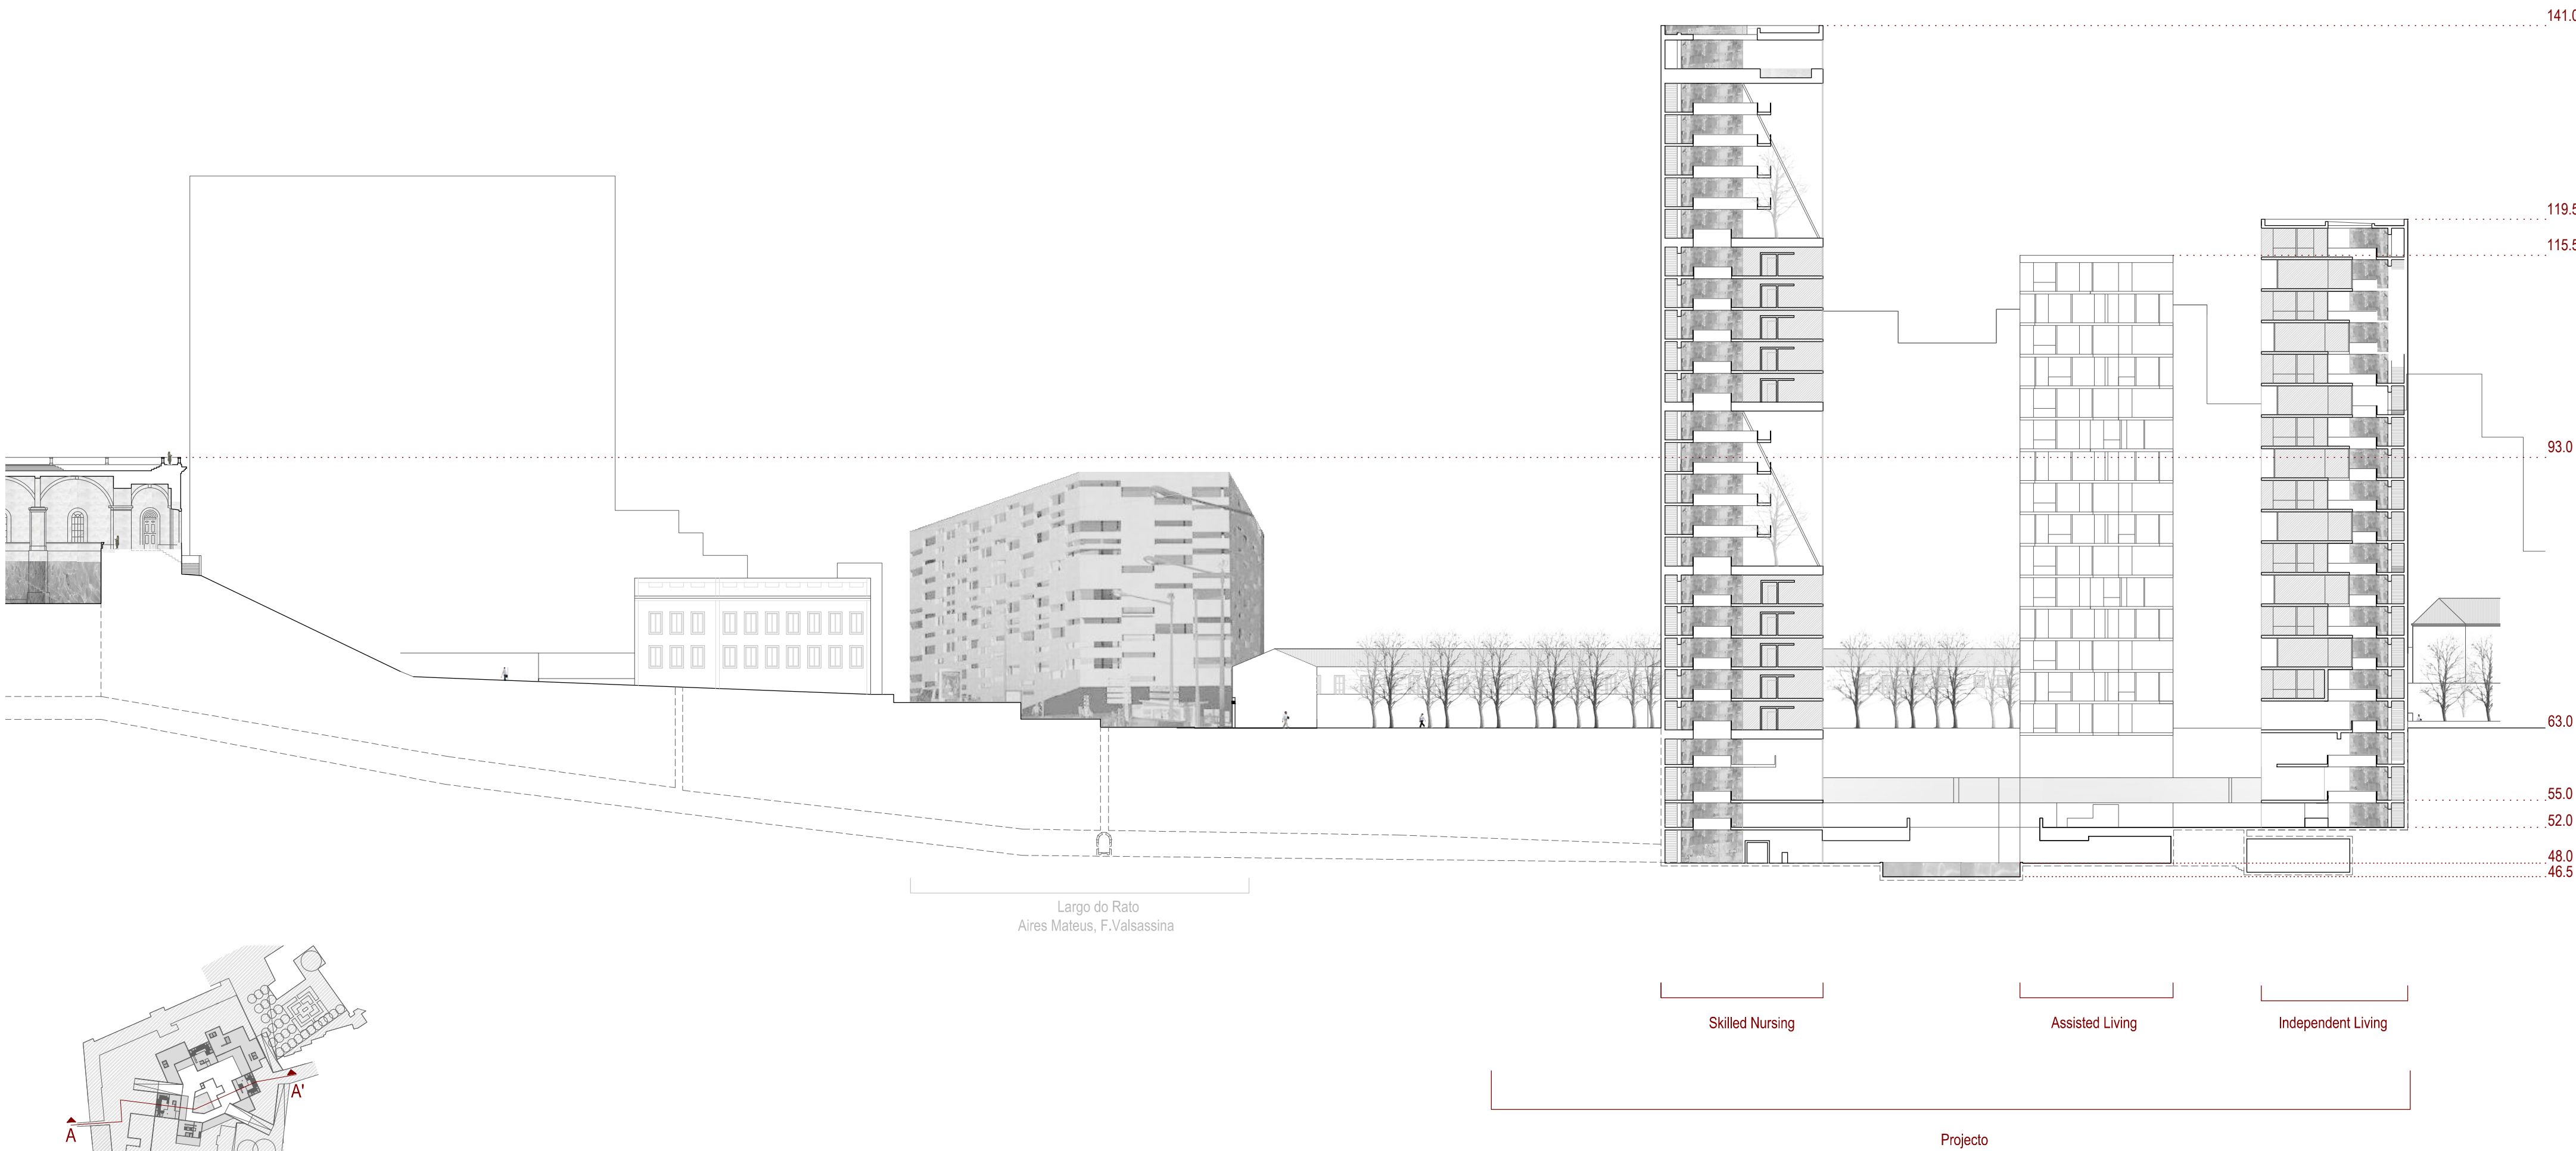 141.0
119.5
115.5
93.0
63.0
55.0
52.0
48.0
46.5
Largo do Rato
Aires Mateus, F.Valsassina
Skilled Nursing
Assisted Living
Independent Living
A'
A
Projecto